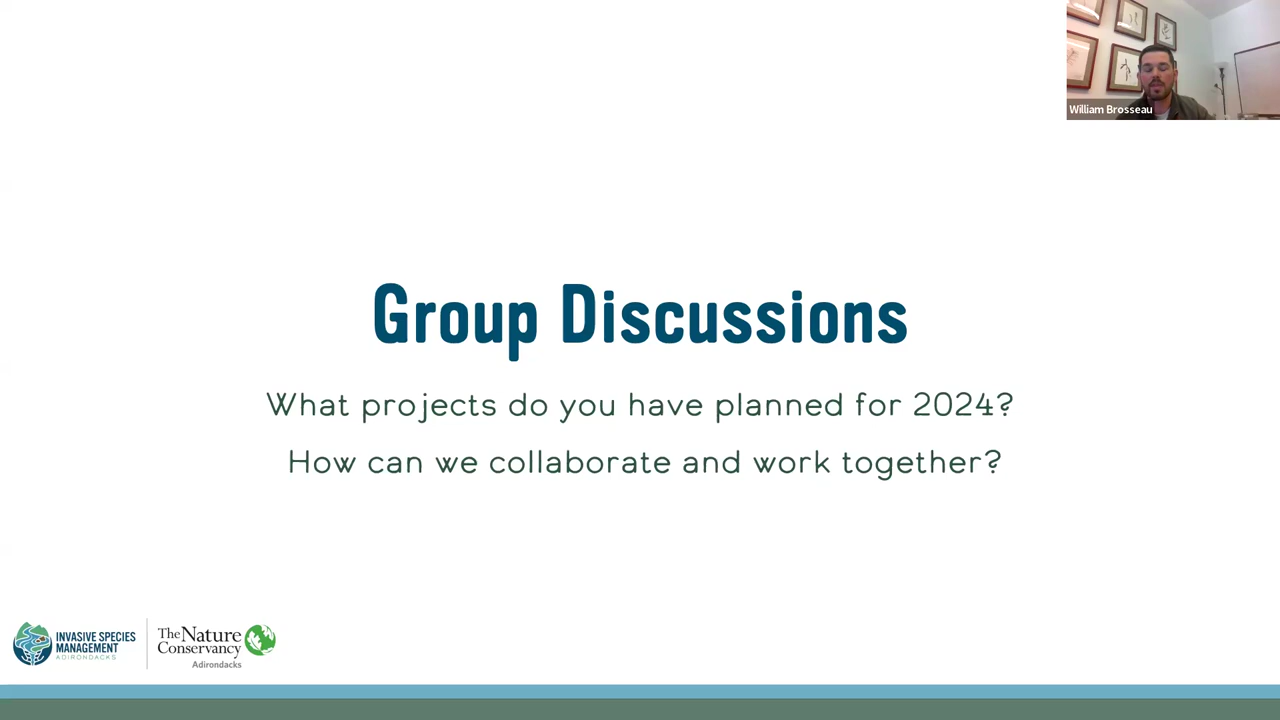 William Brosseau
Group Discussions
What projects do you have planned for 2024?
How can we collaborate and work together?
INVASIVE SPECIES
MANAGEMENT
ADIRONDACKS
The Nature
Conservancy
Adirondacks